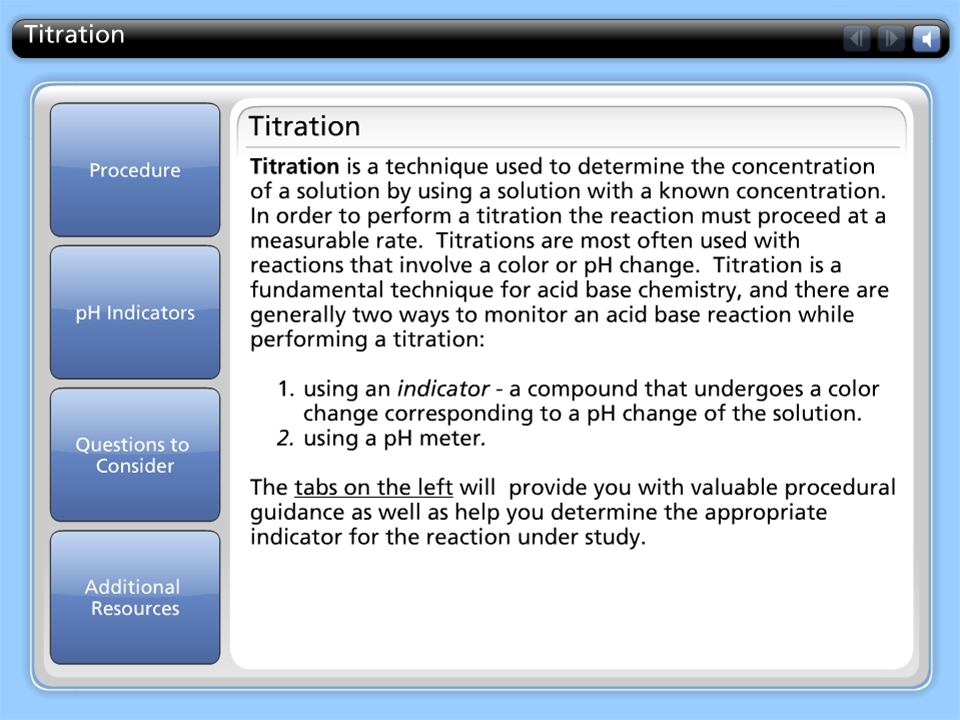 Titration
Procedure
pH Indicators
Questions to
Consider
Additional
Resources
Titration
Titration is a technique used to determine the concentration
of a solution by using a solution with a known concentration.
In order to perform a titration the reaction must proceed at a
measurable rate.  Titrations are most often used with
reactions that involve a color or pH change.  Titration is a
fundamental technique for acid base chemistry, and there are
generally two ways to monitor an acid base reaction while
performing a titration:
1. using an indicator - a compound that undergoes a color
change corresponding to a pH change of the solution.
2. using a pH meter.
The tabs on the left will  provide you with valuable procedural
guidance as well as help you determine the appropriate
indicator for the reaction under study.